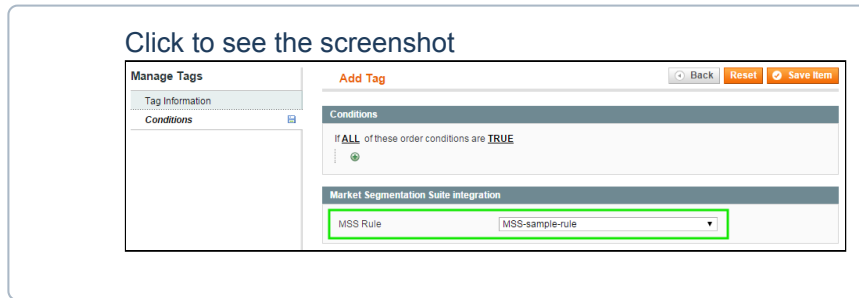 Click to see the screenshot
Manage Tags
Tag Information
Conditions
Add Tag
Back Reset Save Item
Conditions
If ALL of these order conditions are TRUE
Market Segmentation Suite integration
MSS Rule MSS-sample-rule